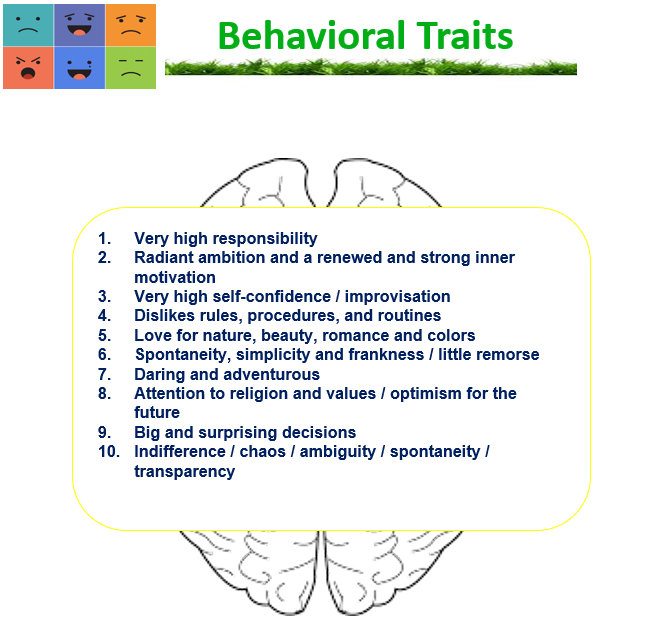 Behavioral Traits
1. Very high responsibility
2. Radiant ambition and a renewed and strong inner
motivation
3. Very high self-confidence / improvisation
4. Dislikes rules, procedures, and routines
5. Love for nature, beauty, romance and colors
6. Spontaneity, simplicity and frankness / little remorse
7. Daring and adventurous
8. Attention to religion and values / optimism for the
future
9. Big and surprising decisions
10. Indifference / chaos / ambiguity / spontaneity /
transparency